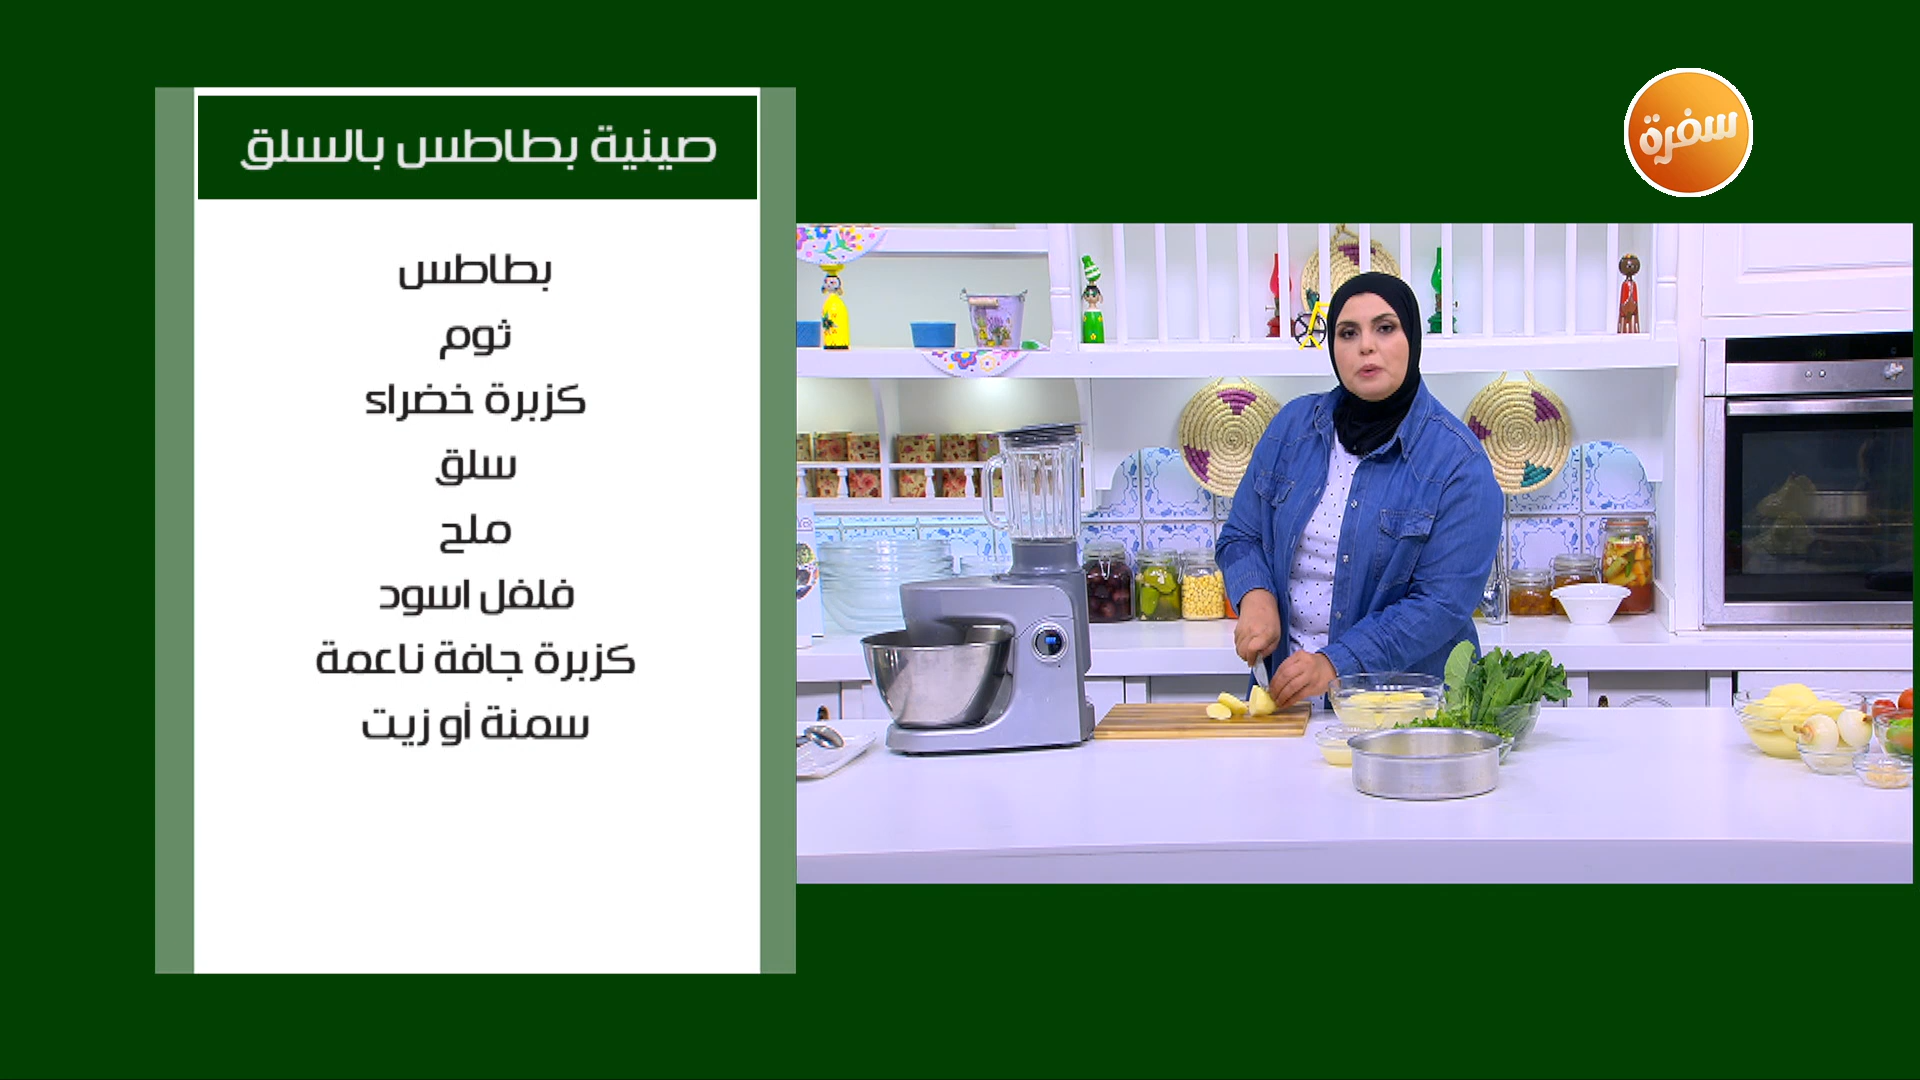 سفرة
صينية بطاطس بالسلق
بطاطس
ثوم
كزبرة خضراء
سلق
ملح
فلفل اسود
كزبرة جافة ناعمة
سمنة أو زيت